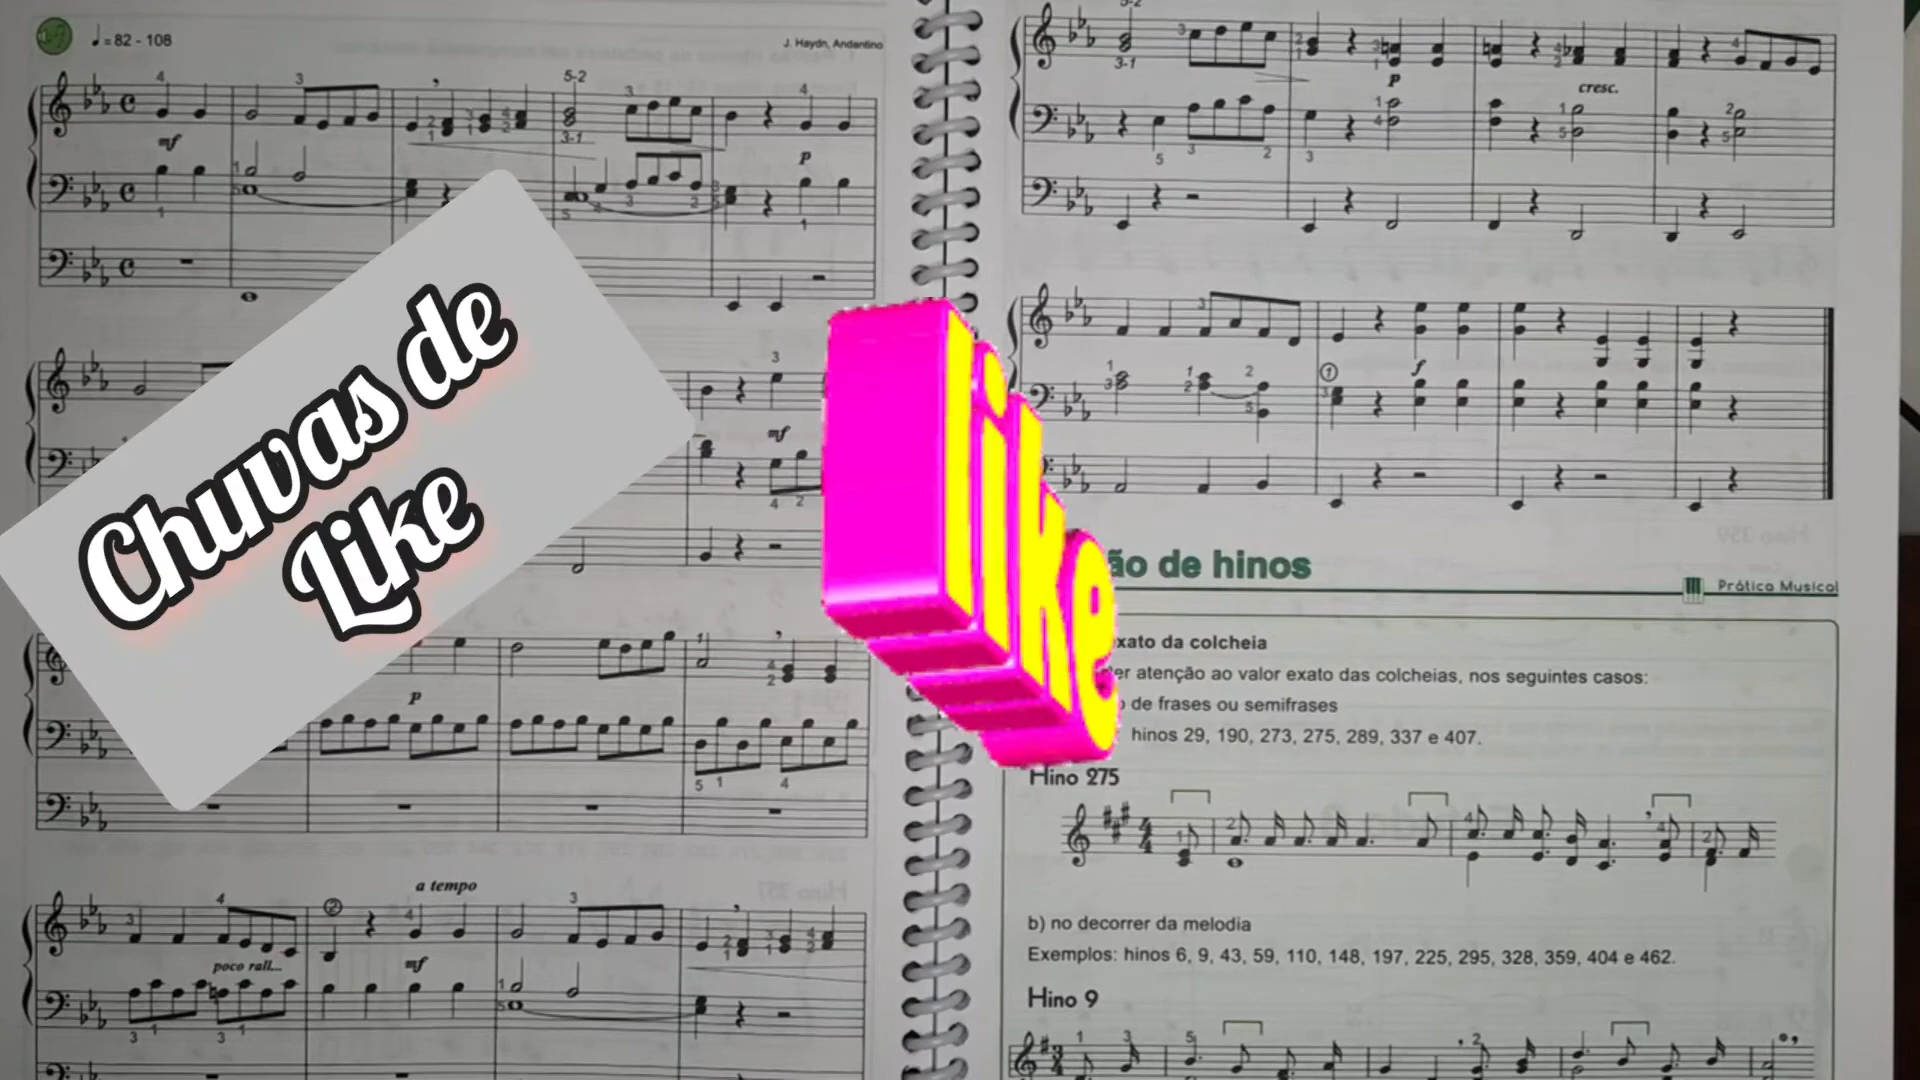 ♩= 82 - 108
J. Haydn, Andantino
mf
p
cresc.
Chuvas de
Like
like
mf
f
p
a tempo
poco rall...
mf
ão de hinos
Prática Musical
exato da colcheia
ter atenção ao valor exato das colcheias, nos seguintes casos:
de frases ou semifrases
hinos 29, 190, 273, 275, 289, 337 e 407.
Hino 275
b) no decorrer da melodia
Exemplos: hinos 6, 9, 43, 59, 110, 148, 197, 225, 295, 328, 359, 404 e 462.
Hino 9